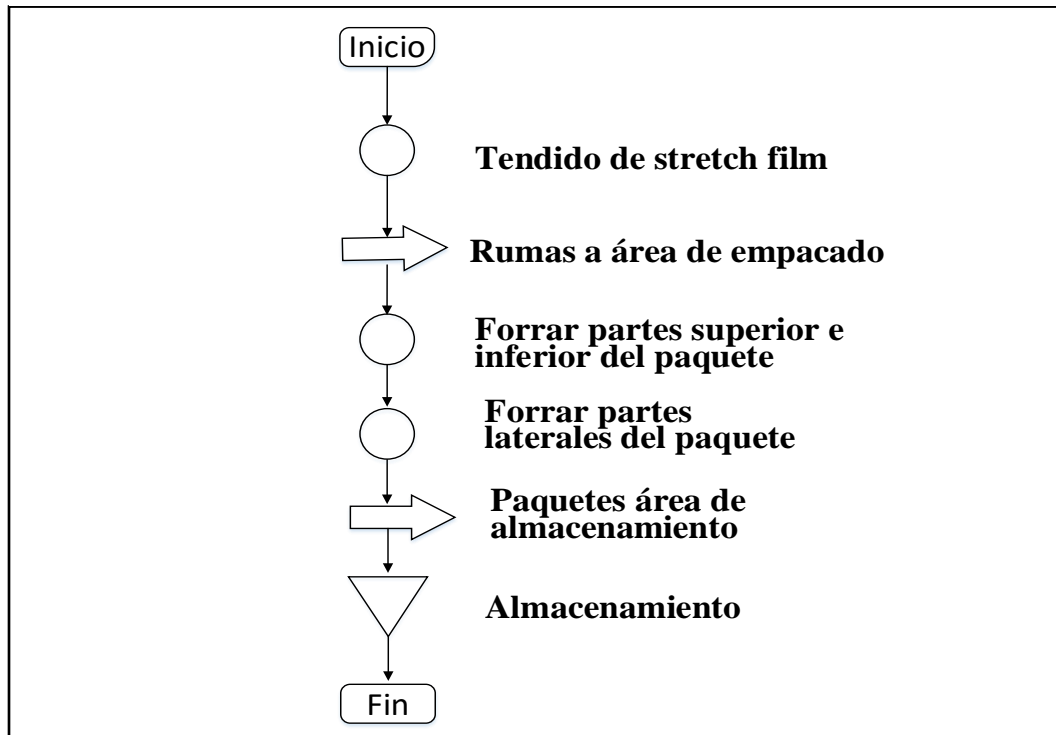 Inicio
Tendido de stretch film
Rumas a área de empacado
Forrar partes superior e
inferior del paquete
Forrar partes
laterales del paquete
Paquetes área de
almacenamiento
Almacenamiento
Fin